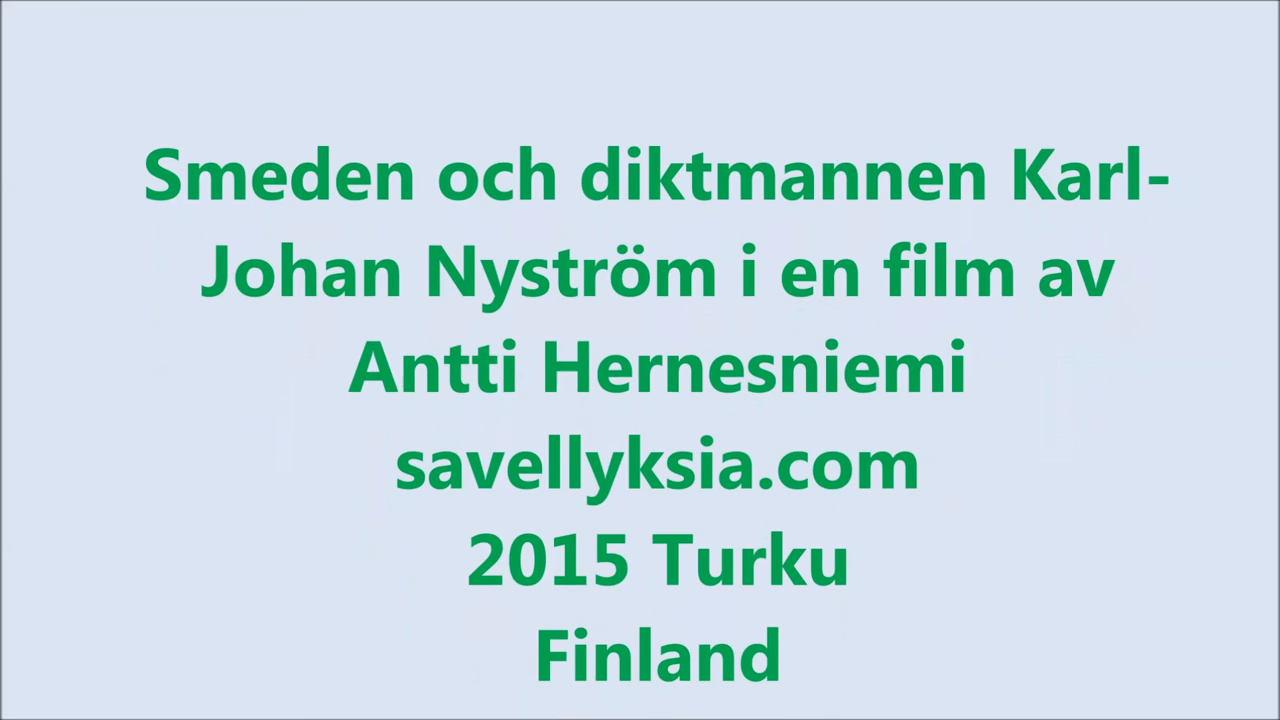 Smeden och diktmannen Karl-
Johan Nyström i en film av
Antti Hernesniemi
savellyksia.com
2015 Turku
Finland